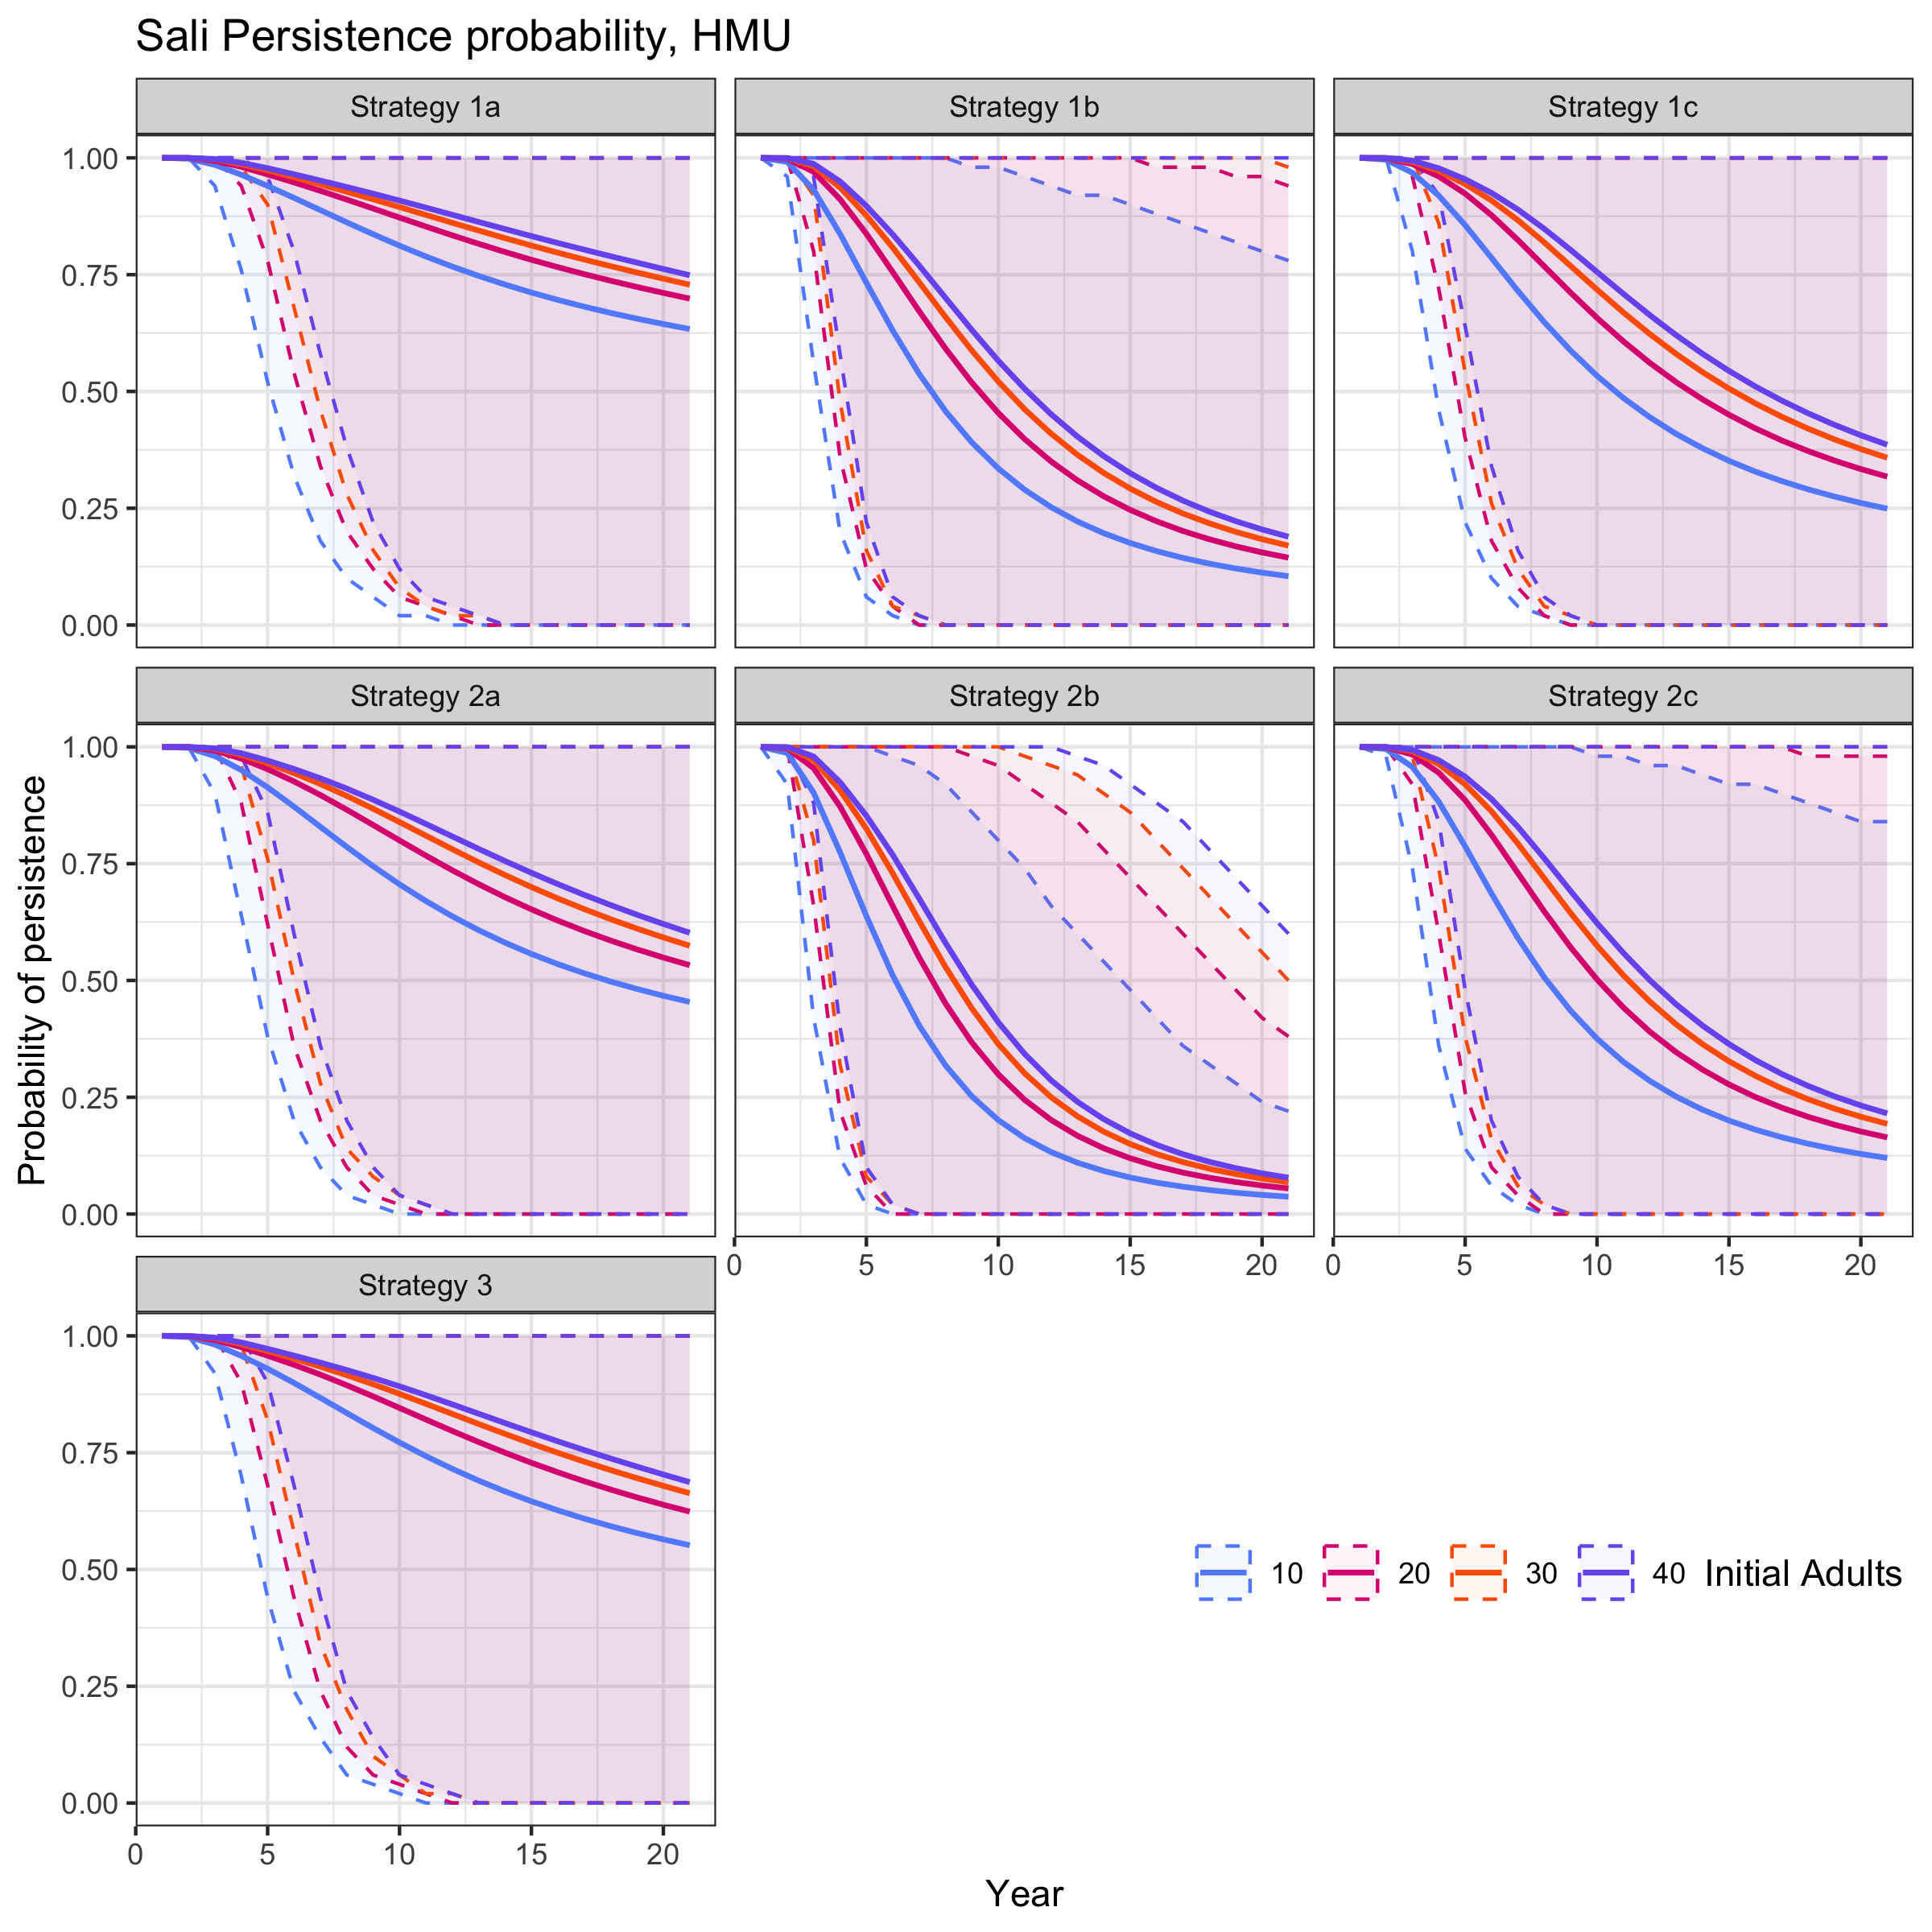 Sali Persistence probability, HMU
Strategy 1a
Strategy 1b
Strategy 1c
1.00
0.75
0.50
0.25
0.00
Strategy 2a
Strategy 2b
Strategy 2c
1.00
0.75
0.50
0.25
0.00
0 5 10 15 20
0 5 10 15 20
Strategy 3
1.00
0.75
0.50
0.25
0.00
0 5 10 15 20
Probability of persistence
Year
10 20 30 40 Initial Adults